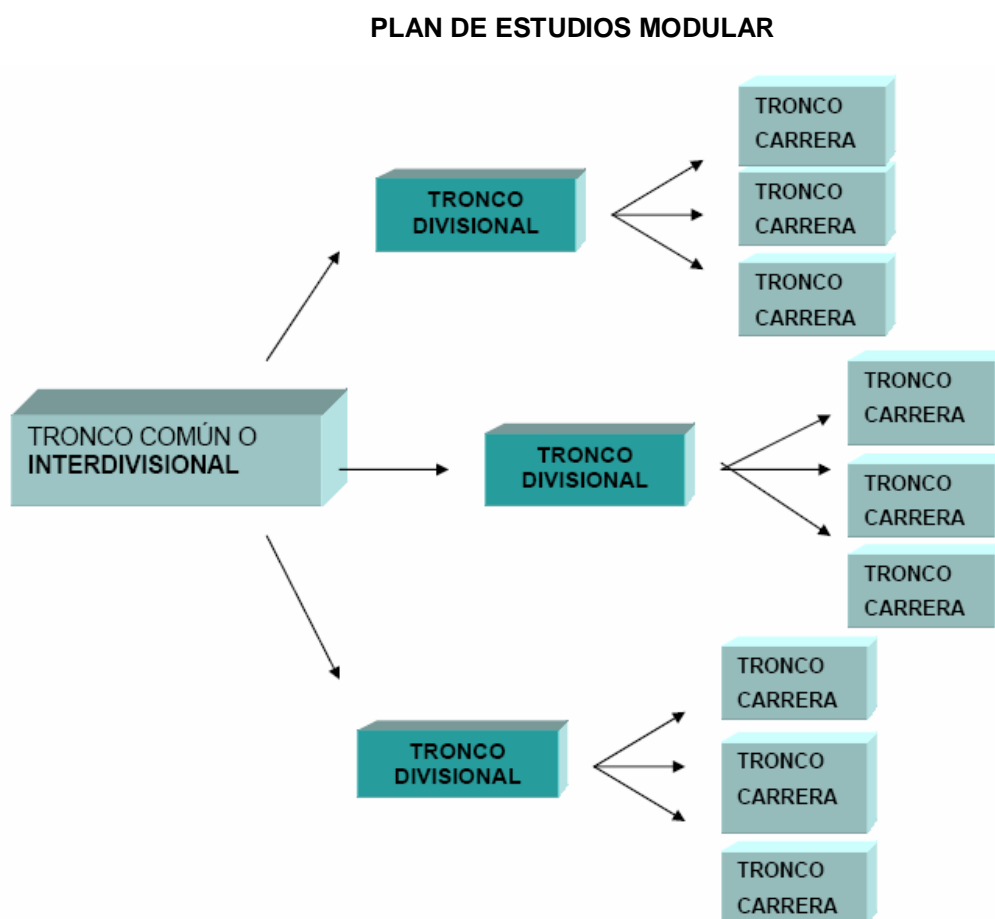 PLAN DE ESTUDIOS MODULAR
TRONCO
CARRERA
TRONCO
CARRERA
TRONCO
CARRERA
TRONCO
DIVISIONAL
TRONCO COMÚN O
INTERDIVISIONAL
TRONCO
DIVISIONAL
TRONCO
CARRERA
TRONCO
CARRERA
TRONCO
CARRERA
TRONCO
DIVISIONAL
TRONCO
CARRERA
TRONCO
CARRERA
TRONCO
CARRERA